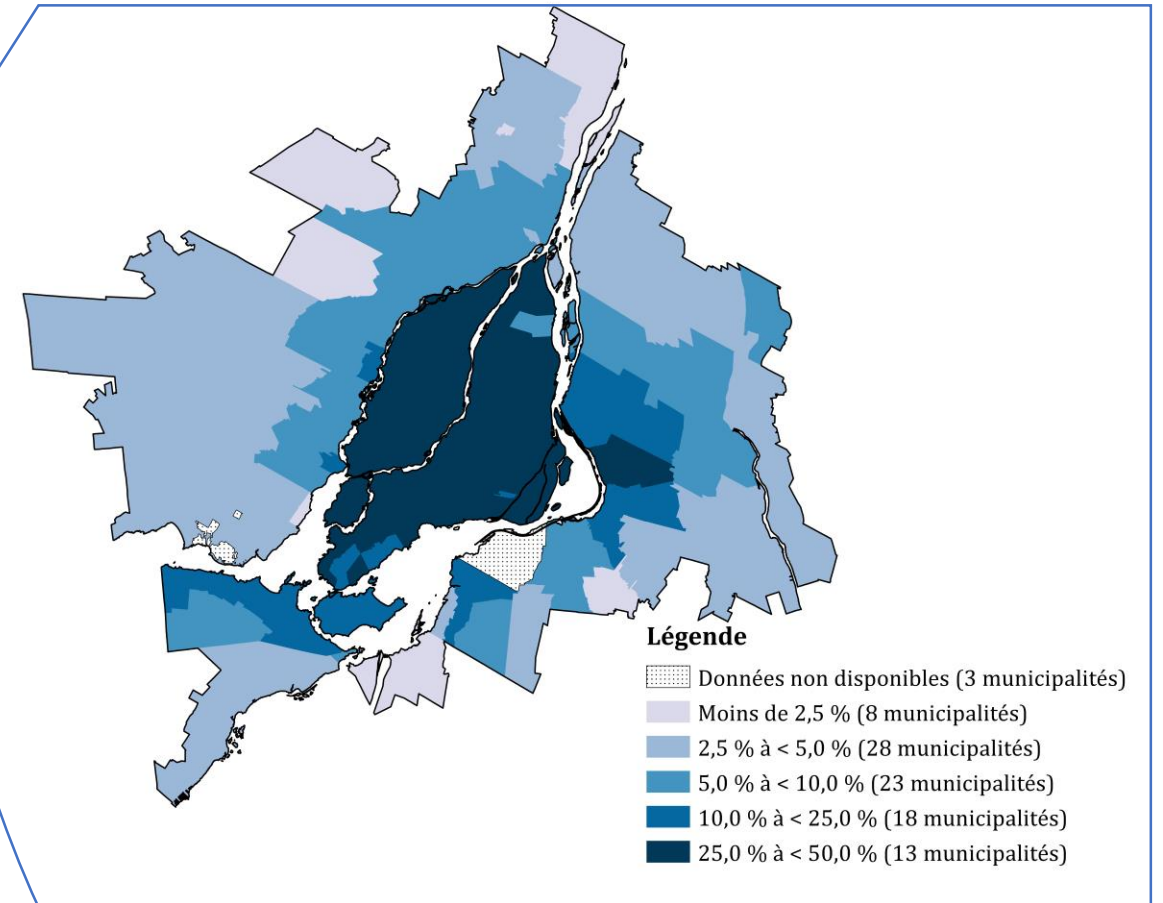 Légende
Données non disponibles (3 municipalités)
Moins de 2,5 % (8 municipalités)
2,5 % à < 5,0 % (28 municipalités)
5,0 % à < 10,0 % (23 municipalités)
10,0 % à < 25,0 % (18 municipalités)
25,0 % à < 50,0 % (13 municipalités)